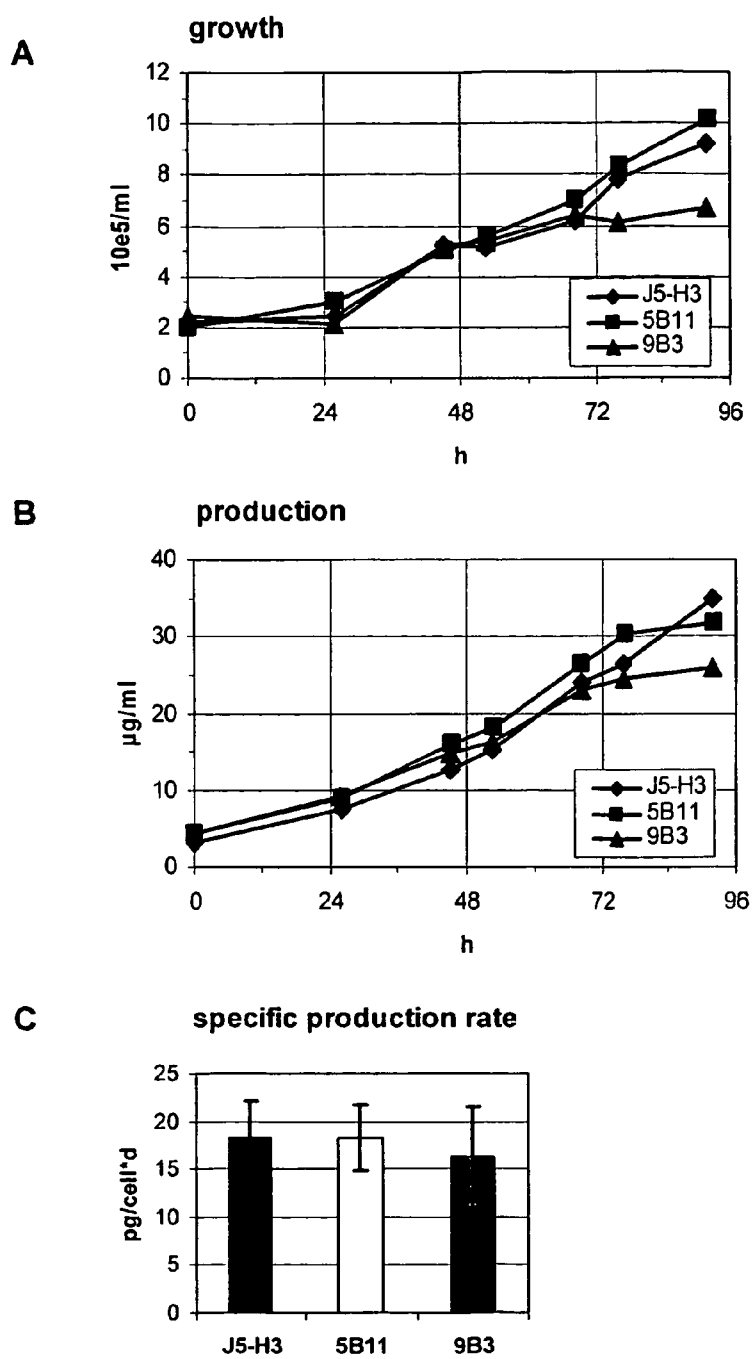 A
growth
12
10
8
6
4
2
0
10e5/ml
J5-H3
5B11
9B3
0 24 48 72 96
h
B
production
40
30
20
10
0
µg/ml
J5-H3
5B11
9B3
0 24 48 72 96
h
C
specific production rate
25
20
15
10
5
0
pg/cell*d
J5-H3 5B11 9B3